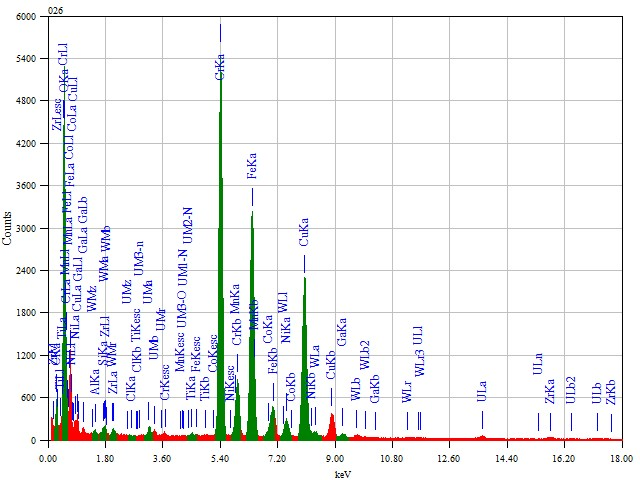 026
6000
5400
4800
4200
3600
3000
2400
1800
1200
600
0
Counts
0.00
1.80
3.60
5.40
7.20
9.00
10.80
12.60
14.40
16.20
18.00
keV
ZrLesc
OKa CrLl
CoLa CuLl
FeLa CoLl
MnLa FeLl
CrLa MnLl
GaLa GaLb
CuLa GaLl
NiLa
TiLa
WMz
WMa WMb
AlKa
SiKa ZrLl
ZrLa WMr
ClKa
UMz
ClKb TiKesc
UM3-n
UMa
UMb
UMr
CrKesc
MnKesc UM3-O UM1-N
UM2-N
TiKa
FeKesc
TiKb
CoKesc
CrKa
NiKesc
CrKb MnKa
FeKa
MnKb
CoKa
FeKb
WLl
NiKa
CoKb
CuKa
NiKb
WLa
CuKb
GaKa
WLb
WLb2
GaKb
WLr
WLr3 ULl
ULa
ULn
ZrKa
ULb2
ULb
ZrKb